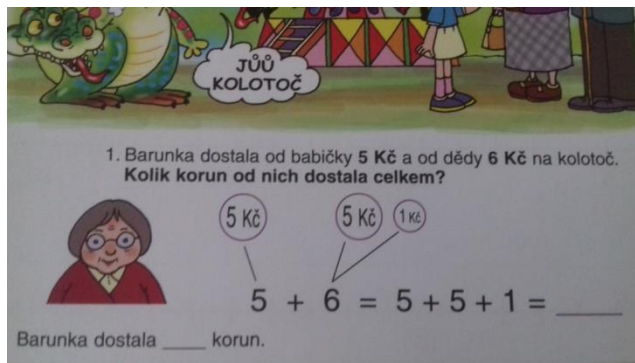 JŮŮ
KOLOTOČ
1. Barunka dostala od babičky 5 Kč a od dědy 6 Kč na kolotoč.
Kolik korun od nich dostala celkem?
5 Kč 5 Kč 1 Kč
5 + 6 = 5 + 5 + 1 = ____
Barunka dostala ____ korun.